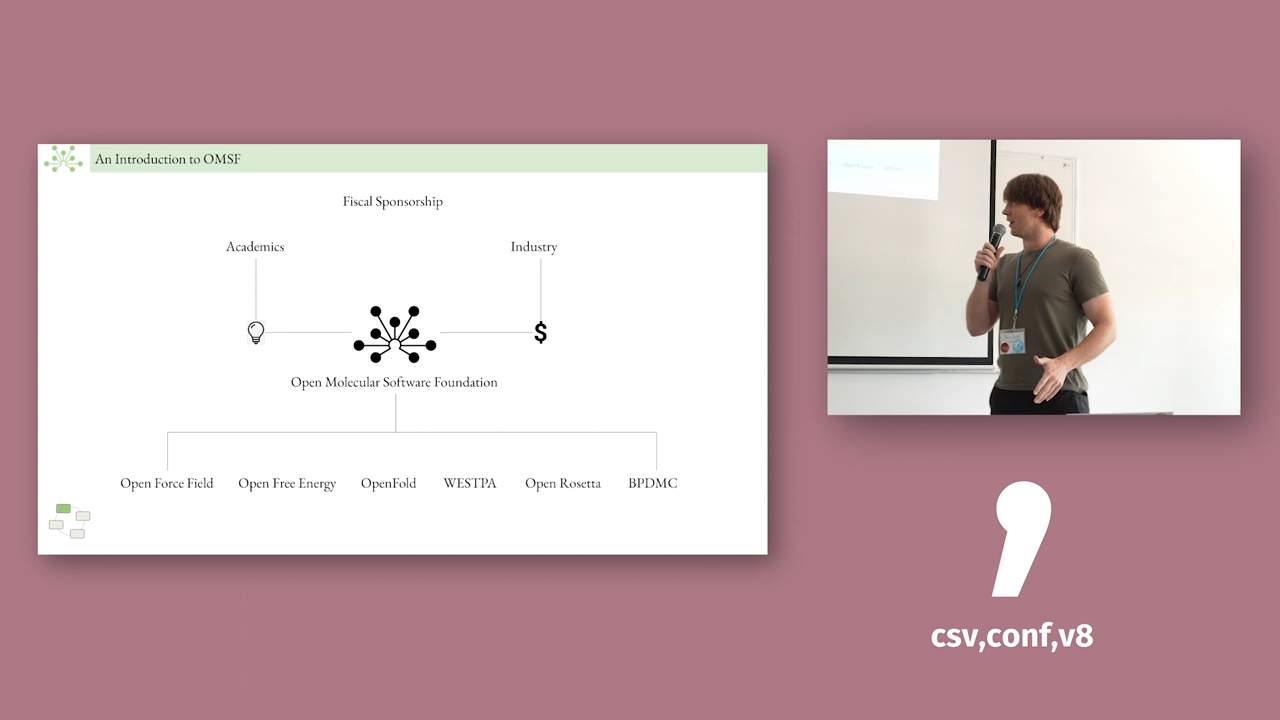 An Introduction to OMSF
Fiscal Sponsorship
Academics
Industry
$
Open Molecular Software Foundation
Open Force Field
Open Free Energy
OpenFold
WESTPA
Open Rosetta
BPDMC
csv,conf,v8